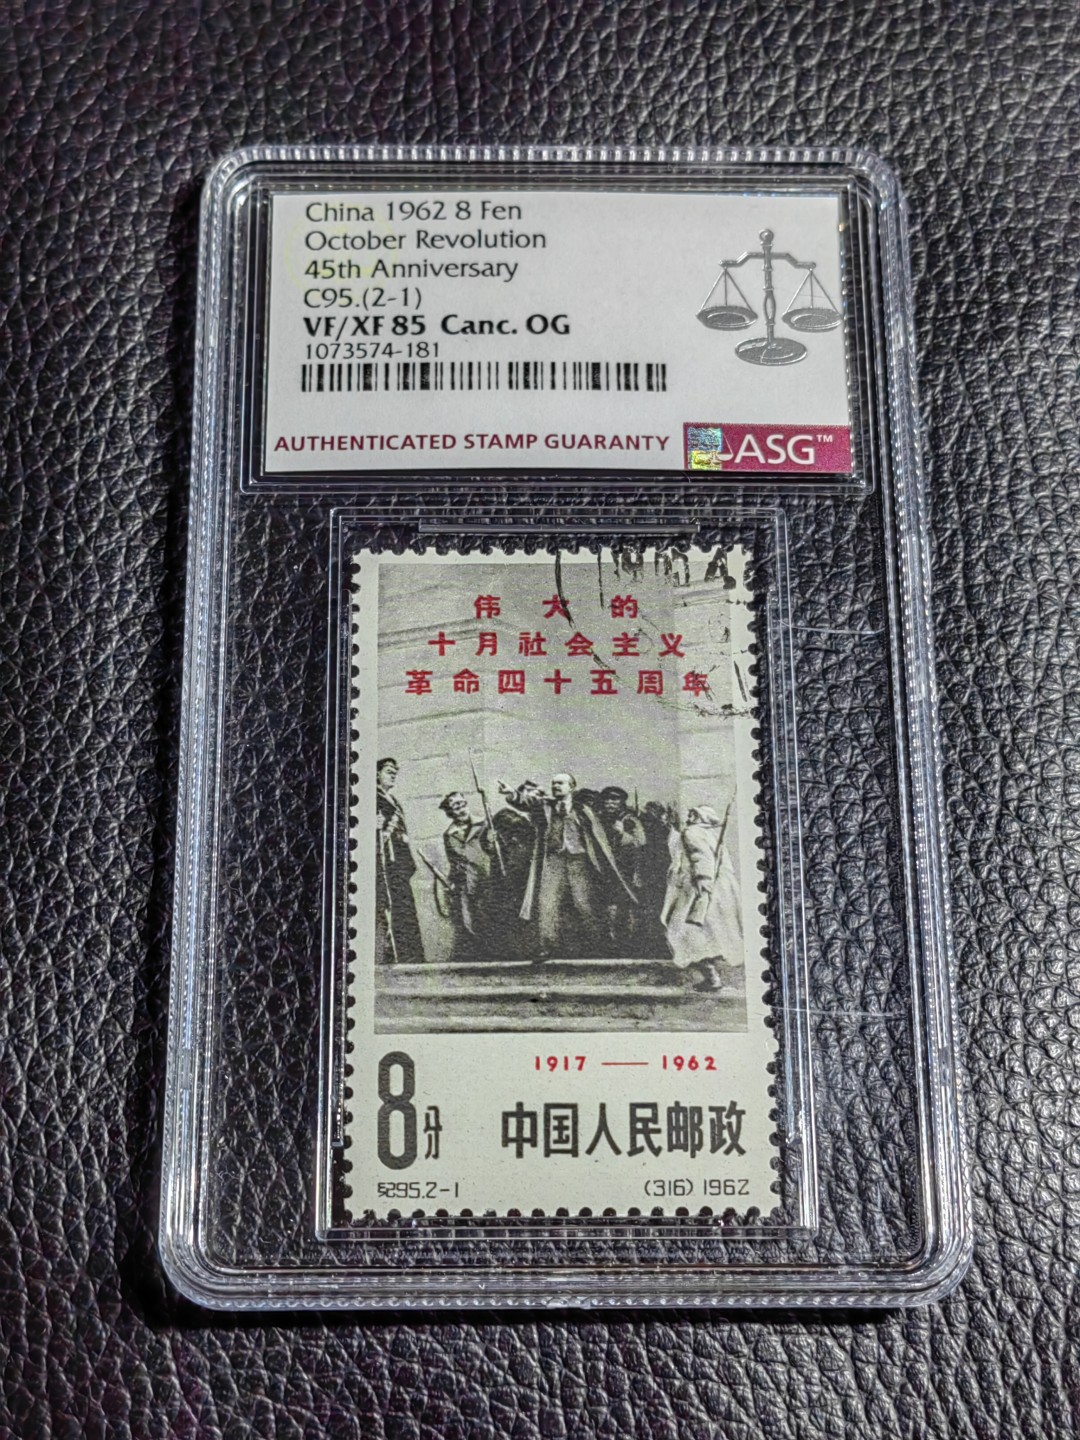 China 1962 8 Fen
October Revolution
45th Anniversary
C95.(2-1)
VF/XF 85 Canc. OG
1073574-181
AUTHENTICATED STAMP GUARANTY
ASG™
伟大的
十月社会主义
革命四十五周年
1917 — 1962
8分
中国人民邮政
纪95.2-1
(316) 1962